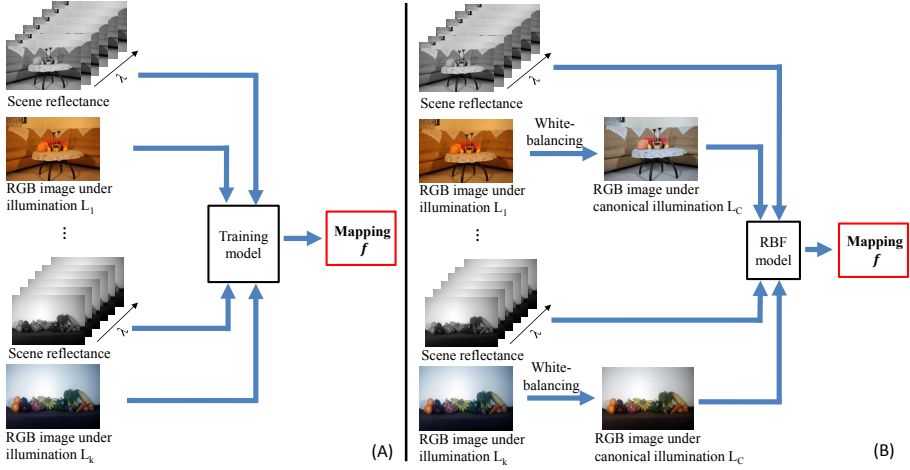 λ
Scene reflectance
RGB image under
illumination L1
...
Training
model
Mapping
f
λ
Scene reflectance
RGB image under
illumination Lk
(A)
λ
Scene reflectance
White-
balancing
RGB image under
illumination L1
RGB image under
canonical illumination LC
...
RBF
model
Mapping
f
λ
Scene reflectance
White-
balancing
RGB image under
illumination Lk
RGB image under
canonical illumination LC
(B)